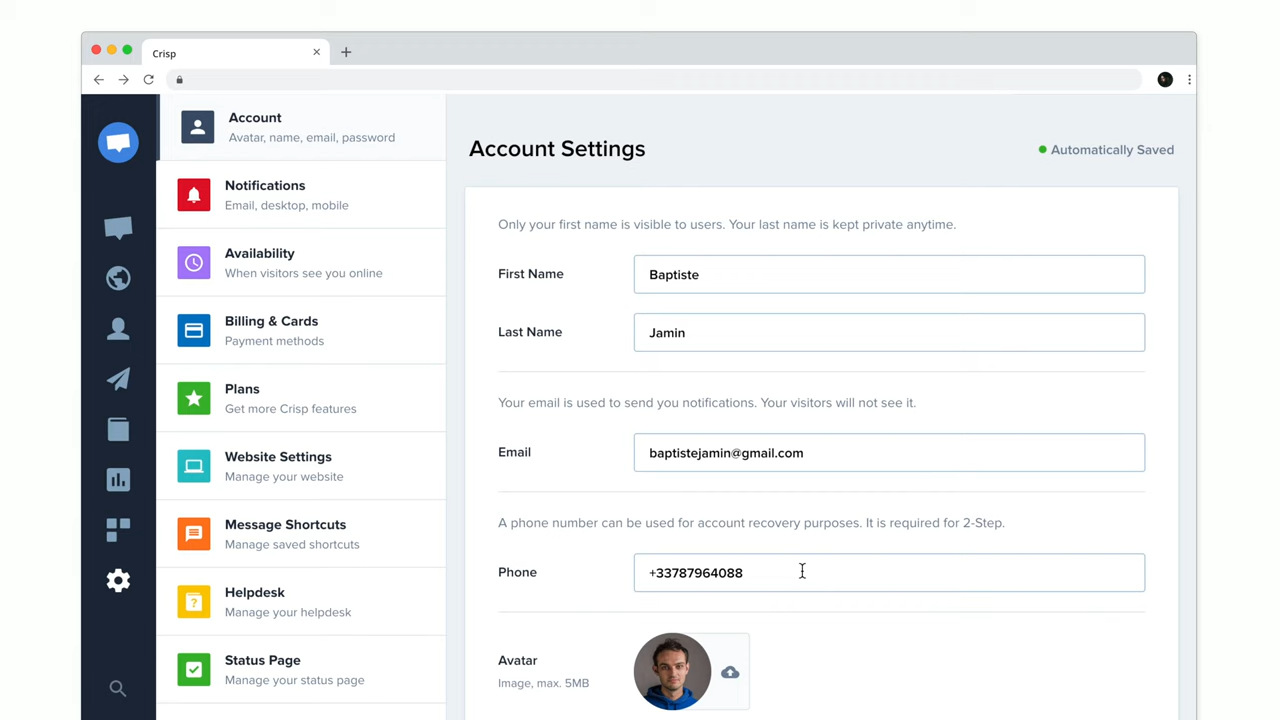 Crisp
Account
Avatar, name, email, password
Notifications
Email, desktop, mobile
Availability
When visitors see you online
Billing & Cards
Payment methods
Plans
Get more Crisp features
Website Settings
Manage your website
Message Shortcuts
Manage saved shortcuts
Helpdesk
Manage your helpdesk
Status Page
Manage your status page
Account Settings
Automatically Saved
Only your first name is visible to users. Your last name is kept private anytime.
First Name
Baptiste
Last Name
Jamin
Your email is used to send you notifications. Your visitors will not see it.
Email
baptistejamin@gmail.com
A phone number can be used for account recovery purposes. It is required for 2-Step.
Phone
+33787964088
Avatar
Image, max. 5MB